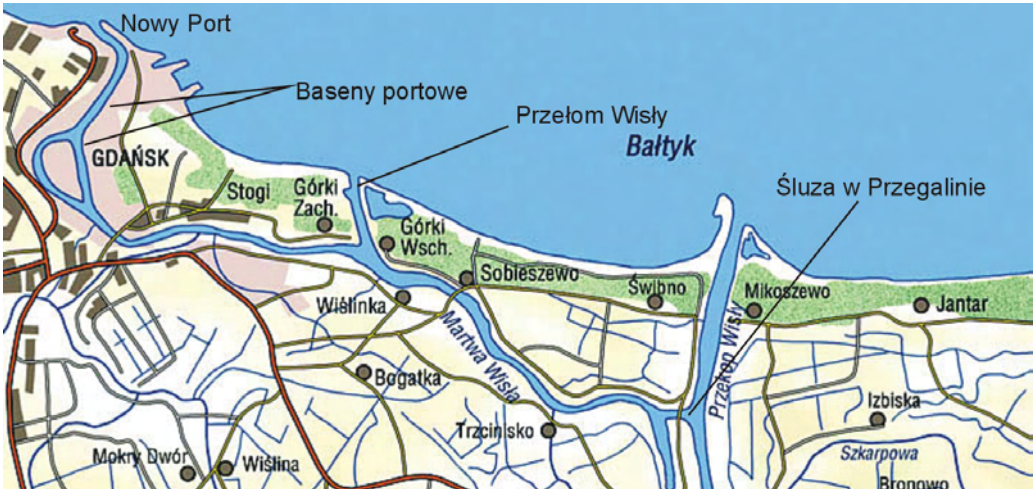 Nowy Port
Baseny portowe
Przełom Wisły
Bałtyk
GDAŃSK
Stogi
Górki
Zach.
Śluza w Przegalinie
Górki
Wsch.
Sobieszewo
Świbno
Mikoszewo
Jantar
Wiślinka
Martwa Wisła
Przekop Wisły
Bogatka
Izbiska
Trzcinisko
Szkarpowa
Mokry Dwór
Wiślina
Bronowo